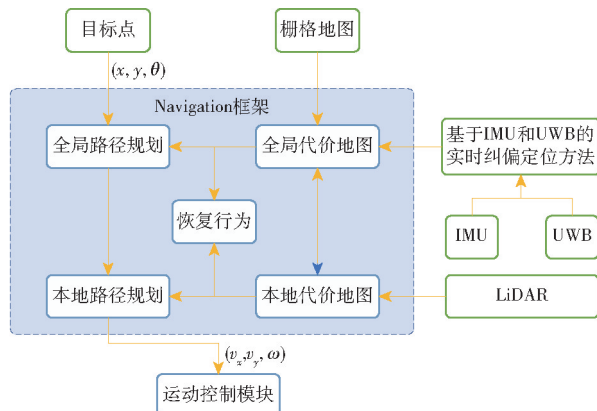 目标点
栅格地图
(x, y, θ)
Navigation框架
全局路径规划
全局代价地图
基于IMU和UWB的
实时纠偏定位方法
恢复行为
IMU
UWB
本地路径规划
本地代价地图
LiDAR
(vx,vy, ω)
运动控制模块